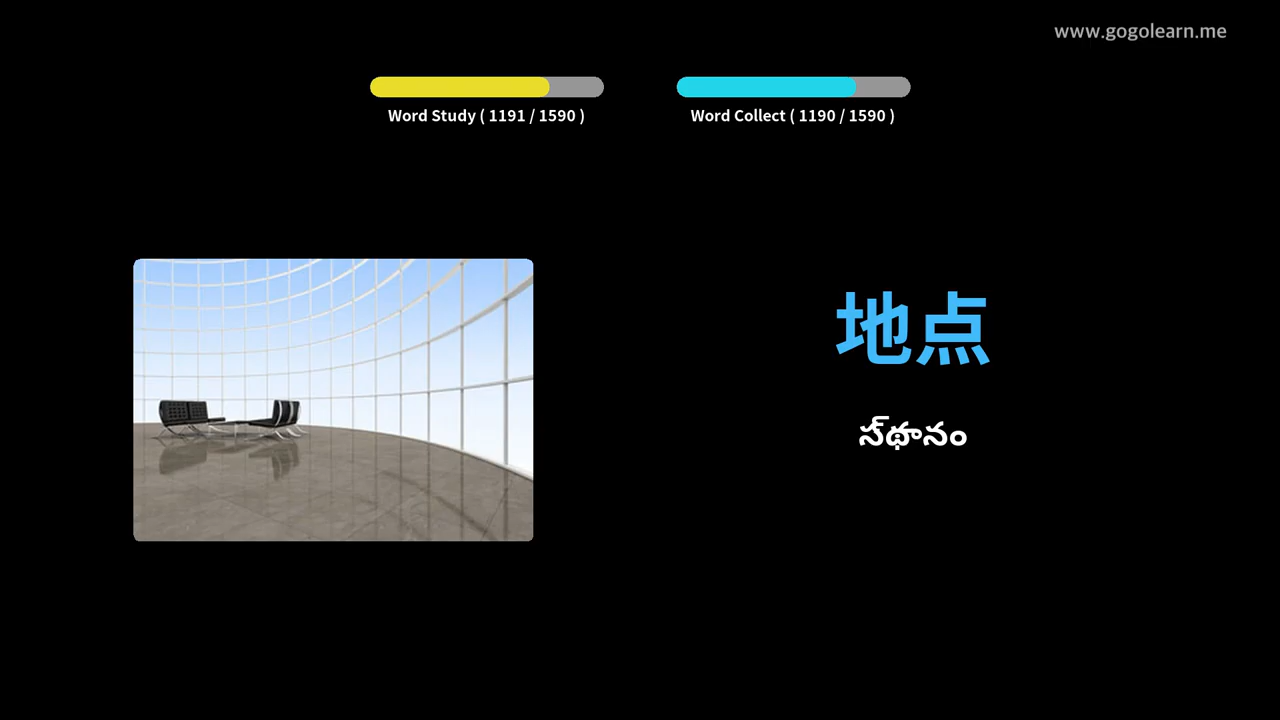 www.gogolearn.me
Word Study ( 1191 / 1590 )
Word Collect ( 1190 / 1590 )
地点
స్థానం